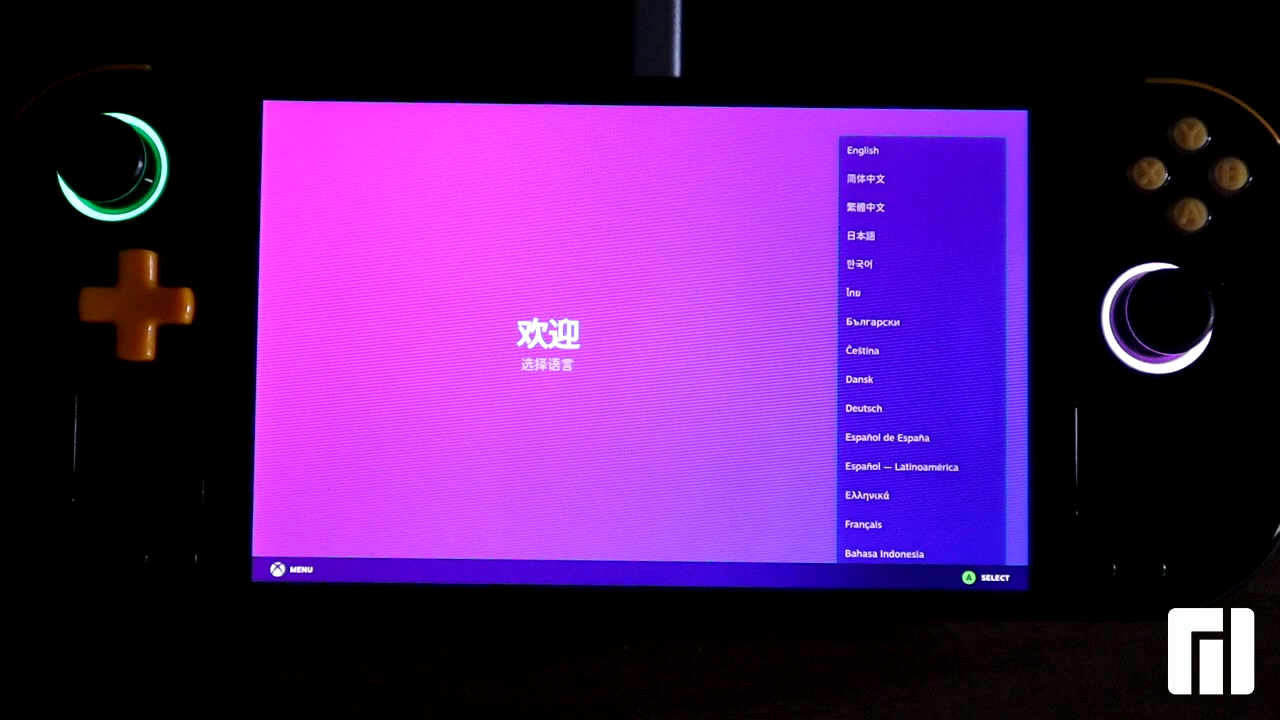 欢迎
选择语言
English
简体中文
繁體中文
日本語
한국어
ไทย
Български
Čeština
Dansk
Deutsch
Español de España
Español — Latinoamérica
Ελληνικά
Français
Bahasa Indonesia
MENU
A SELECT
Y
X
B
A